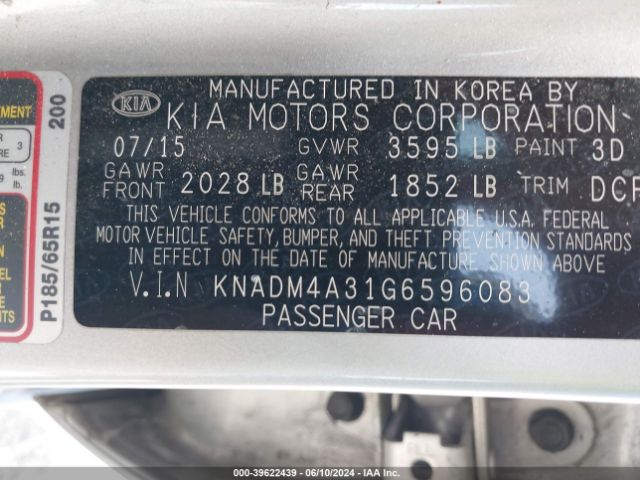 MANUFACTURED IN KOREA BY
KIA KIA MOTORS CORPORATION
07/15 GVWR 3595 LB PAINT 3D
GAWR FRONT 2028 LB GAWR REAR 1852 LB TRIM
THIS VEHICLE CONFORMS TO ALL APPLICABLE U.S.A. FEDERAL
MOTOR VEHICLE SAFETY, BUMPER, AND THEFT PREVENTION STANDARDS
IN EFFECT ON THE DATE OF MANUFACTURE SHOWN ABOVE
V.I.N KNADM4A31G6596083
PASSENGER CAR
P185/65R15 200
3
lbs.
lb.
000-39622439 - 06/10/2024 - IAA Inc.